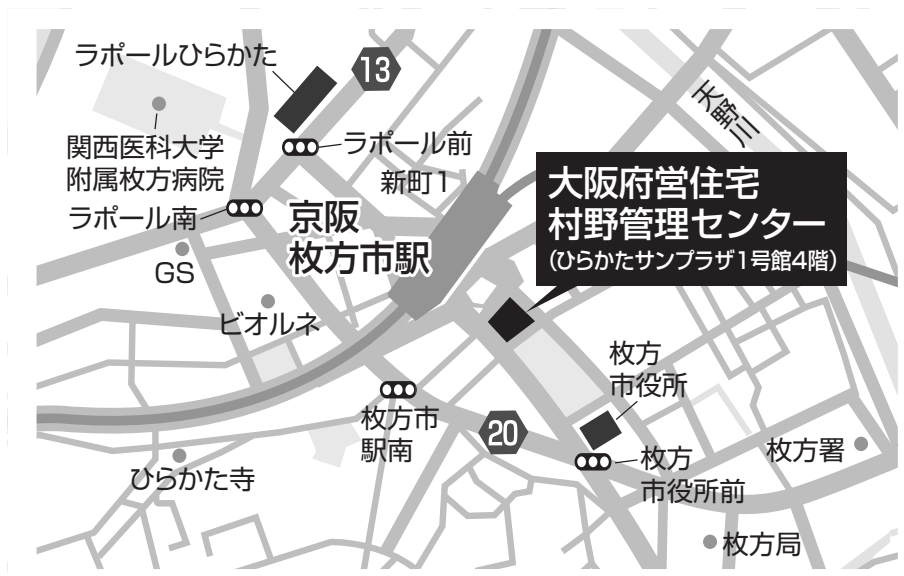 ラポールひらかた
13
関西医科大学
附属枚方病院
ラポール前
新町1
ラポール南
京阪
枚方市駅
GS
ビオルネ
天野川
大阪府営住宅
村野管理センター
(ひらかたサンプラザ1号館4階)
枚方
市役所
枚方市
駅南
20
枚方
市役所前
枚方署
ひらかた寺
枚方局